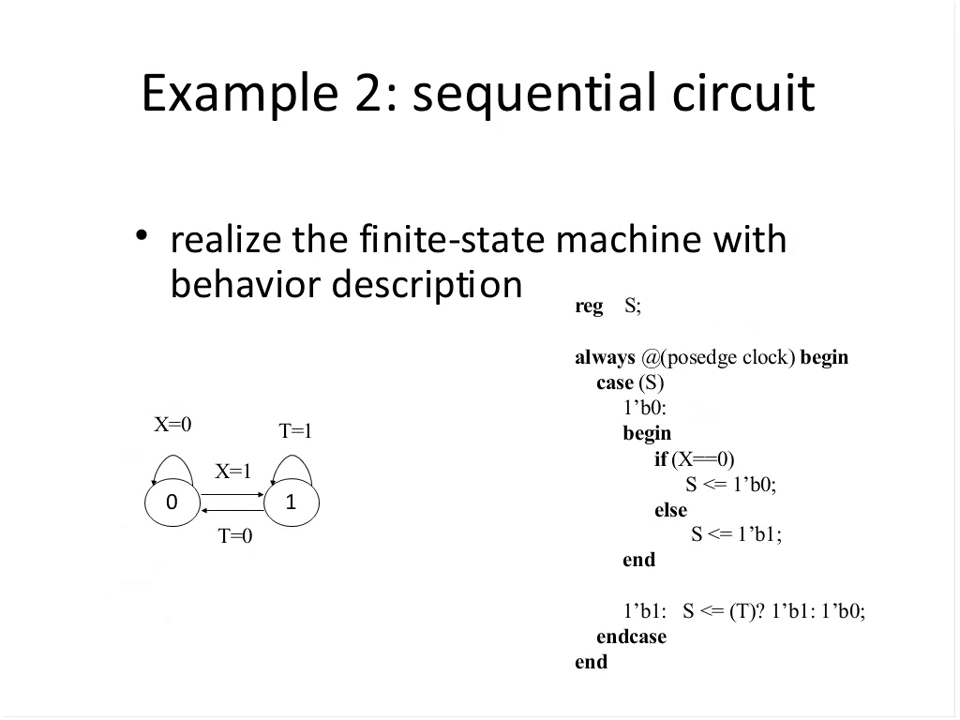 Example 2: sequential circuit
• realize the finite-state machine with
behavior description
reg S;
always @(posedge clock) begin
case (S)
1’b0:
begin
if (X==0)
S <= 1’b0;
else
S <= 1’b1;
end
1’b1: S <= (T)? 1’b1: 1’b0;
endcase
end
X=0
T=1
X=1
0
1
T=0